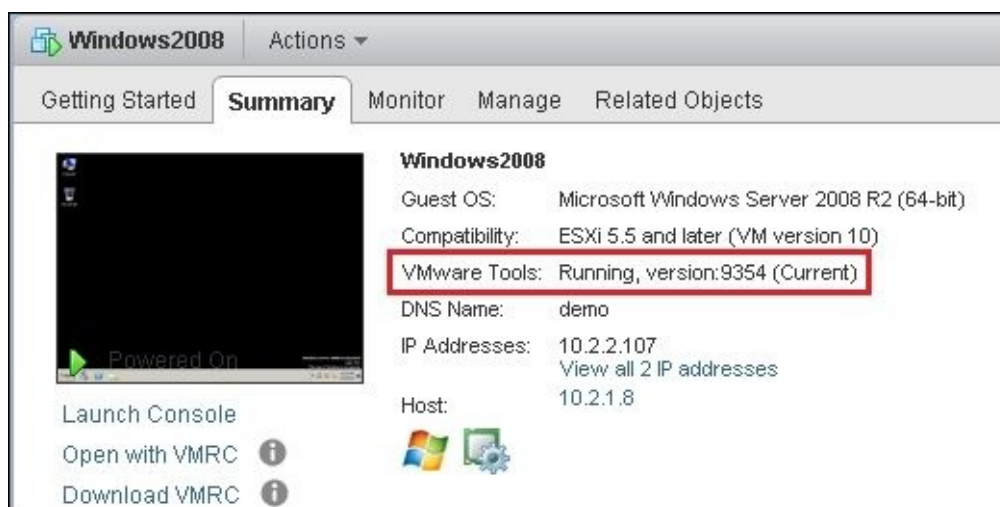 Windows2008 Actions
Getting Started Summary Monitor Manage Related Objects
Powered On
Launch Console
Open with VMRC
Download VMRC
Windows2008
Guest OS: Microsoft Windows Server 2008 R2 (64-bit)
Compatibility: ESXi 5.5 and later (VM version 10)
VMware Tools: Running, version:9354 (Current)
DNS Name: demo
IP Addresses: 10.2.2.107
View all 2 IP addresses
Host: 10.2.1.8